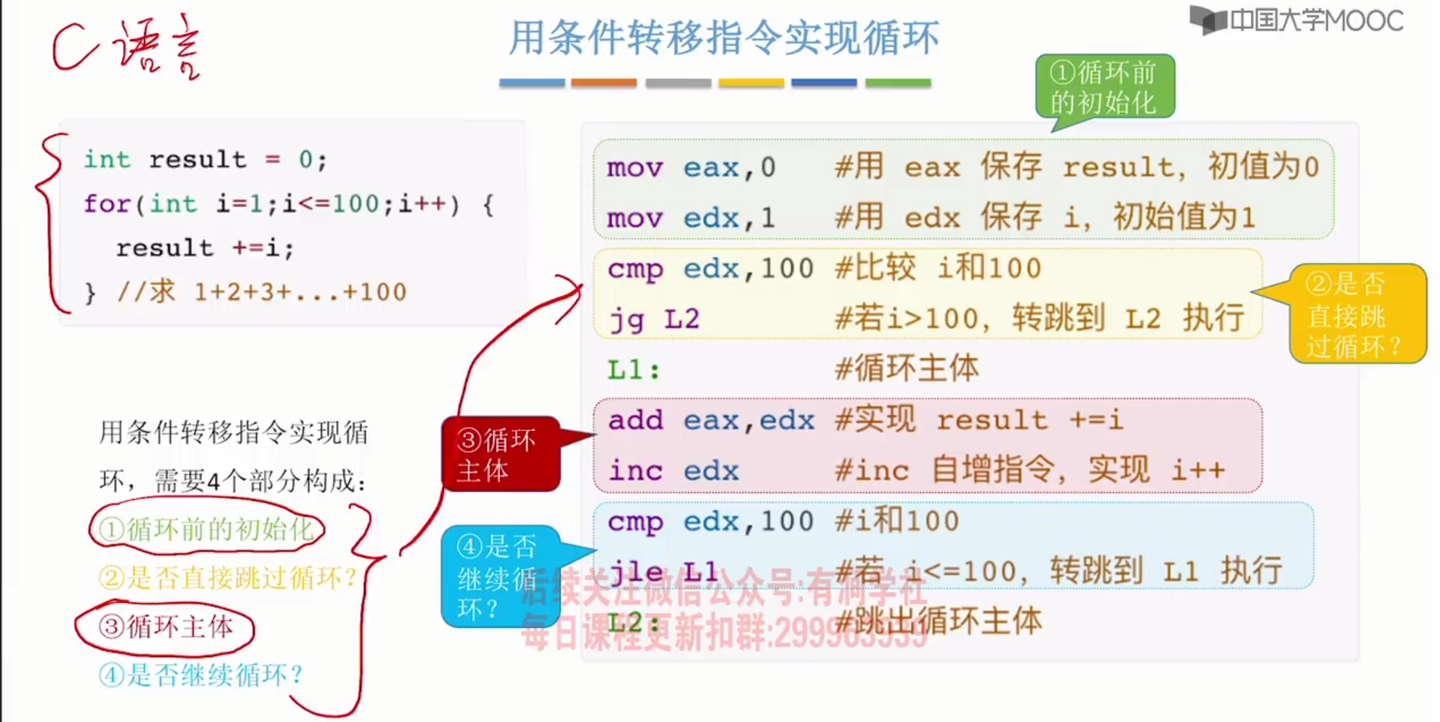 C 语言
用条件转移指令实现循环
中国大学MOOC
int result = 0;
for(int i=1;i<=100;i++) {
result +=i;
} //求 1+2+3+...+100
用条件转移指令实现循
环，需要4个部分构成：
①循环前的初始化
②是否直接跳过循环？
③循环主体
④是否继续循环？
①循环前
的初始化
mov eax,0 #用 eax 保存 result，初值为0
mov edx,1 #用 edx 保存 i，初始值为1
cmp edx,100 #比较 i和100
jg L2 #若i>100，转跳到 L2 执行
②是否
直接跳
过循环？
L1: #循环主体
③循环
主体
add eax,edx #实现 result +=i
inc edx #inc 自增指令，实现 i++
④是否
继续循
环？
cmp edx,100 #i和100
jle L1 #若 i<=100，转跳到 L1 执行
L2: #跳出循环主体
后续关注微信公众号:有涧学社
每日课程更新扣群: